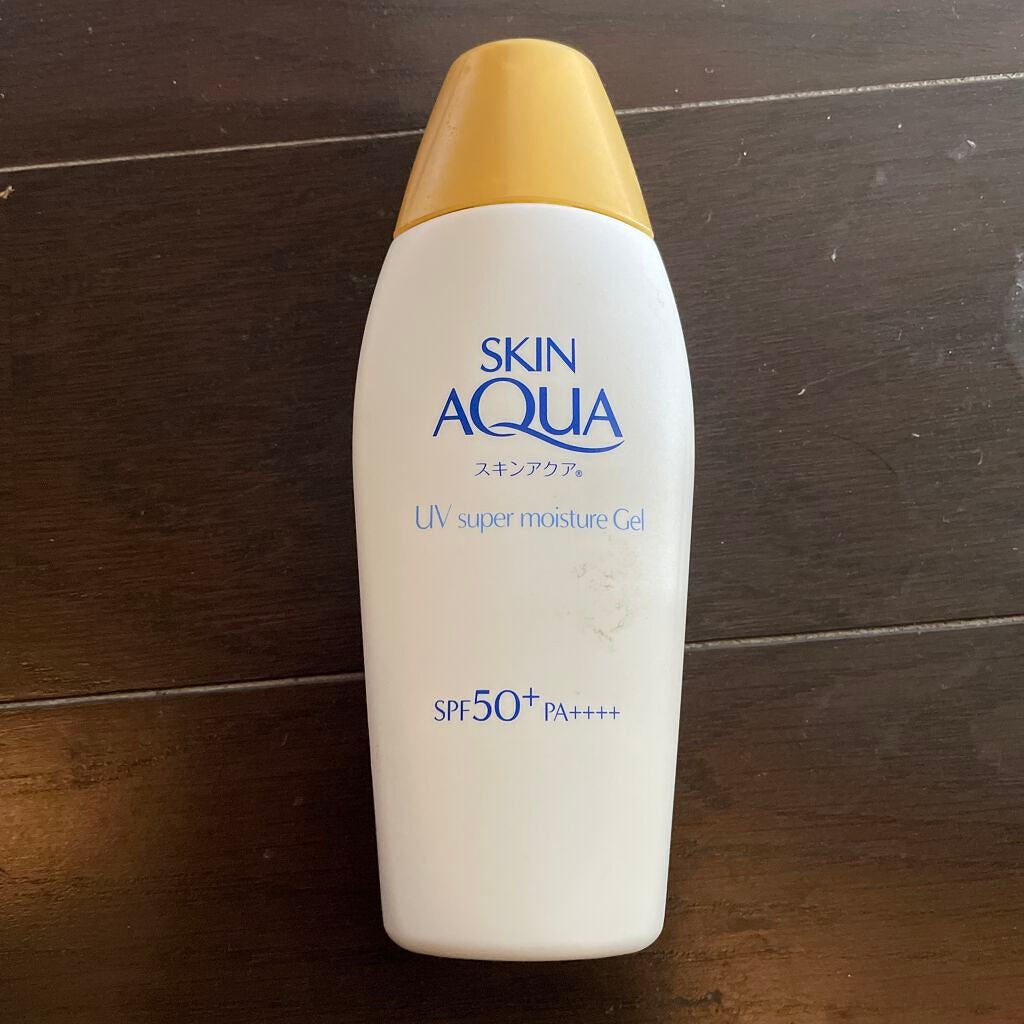 SKIN
AQUA
スキンアクア®
UV super moisture Gel
SPF50+ PA++++